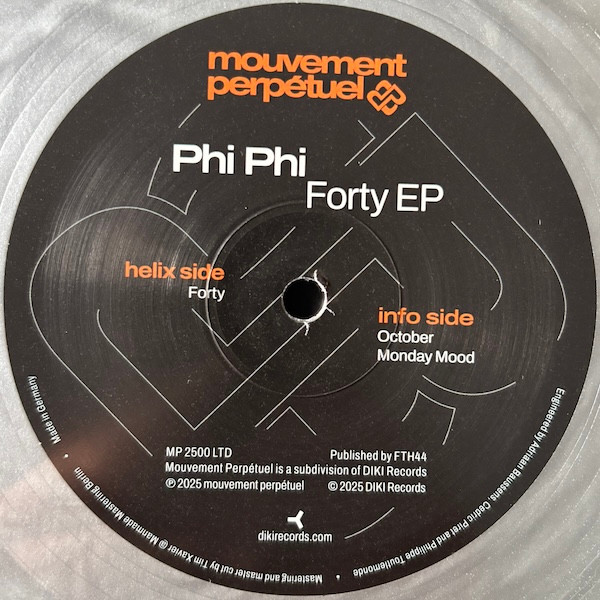 mouvement
perpétuel
Phi Phi
Forty EP
helix side
Forty
info side
October
Monday Mood
MP 2500 LTD
Published by FTH44
Mouvement Perpétuel is a subdivision of DIKI Records
℗ 2025 mouvement perpétuel
© 2025 DIKI Records
dikirecords.com
Engineered by Adriaan Baussens, Cedric Piret and Philippe Toutlemonde • Mastering and master cut by Tim Xavier @ Manmade Mastering Berlin • Made in Germany